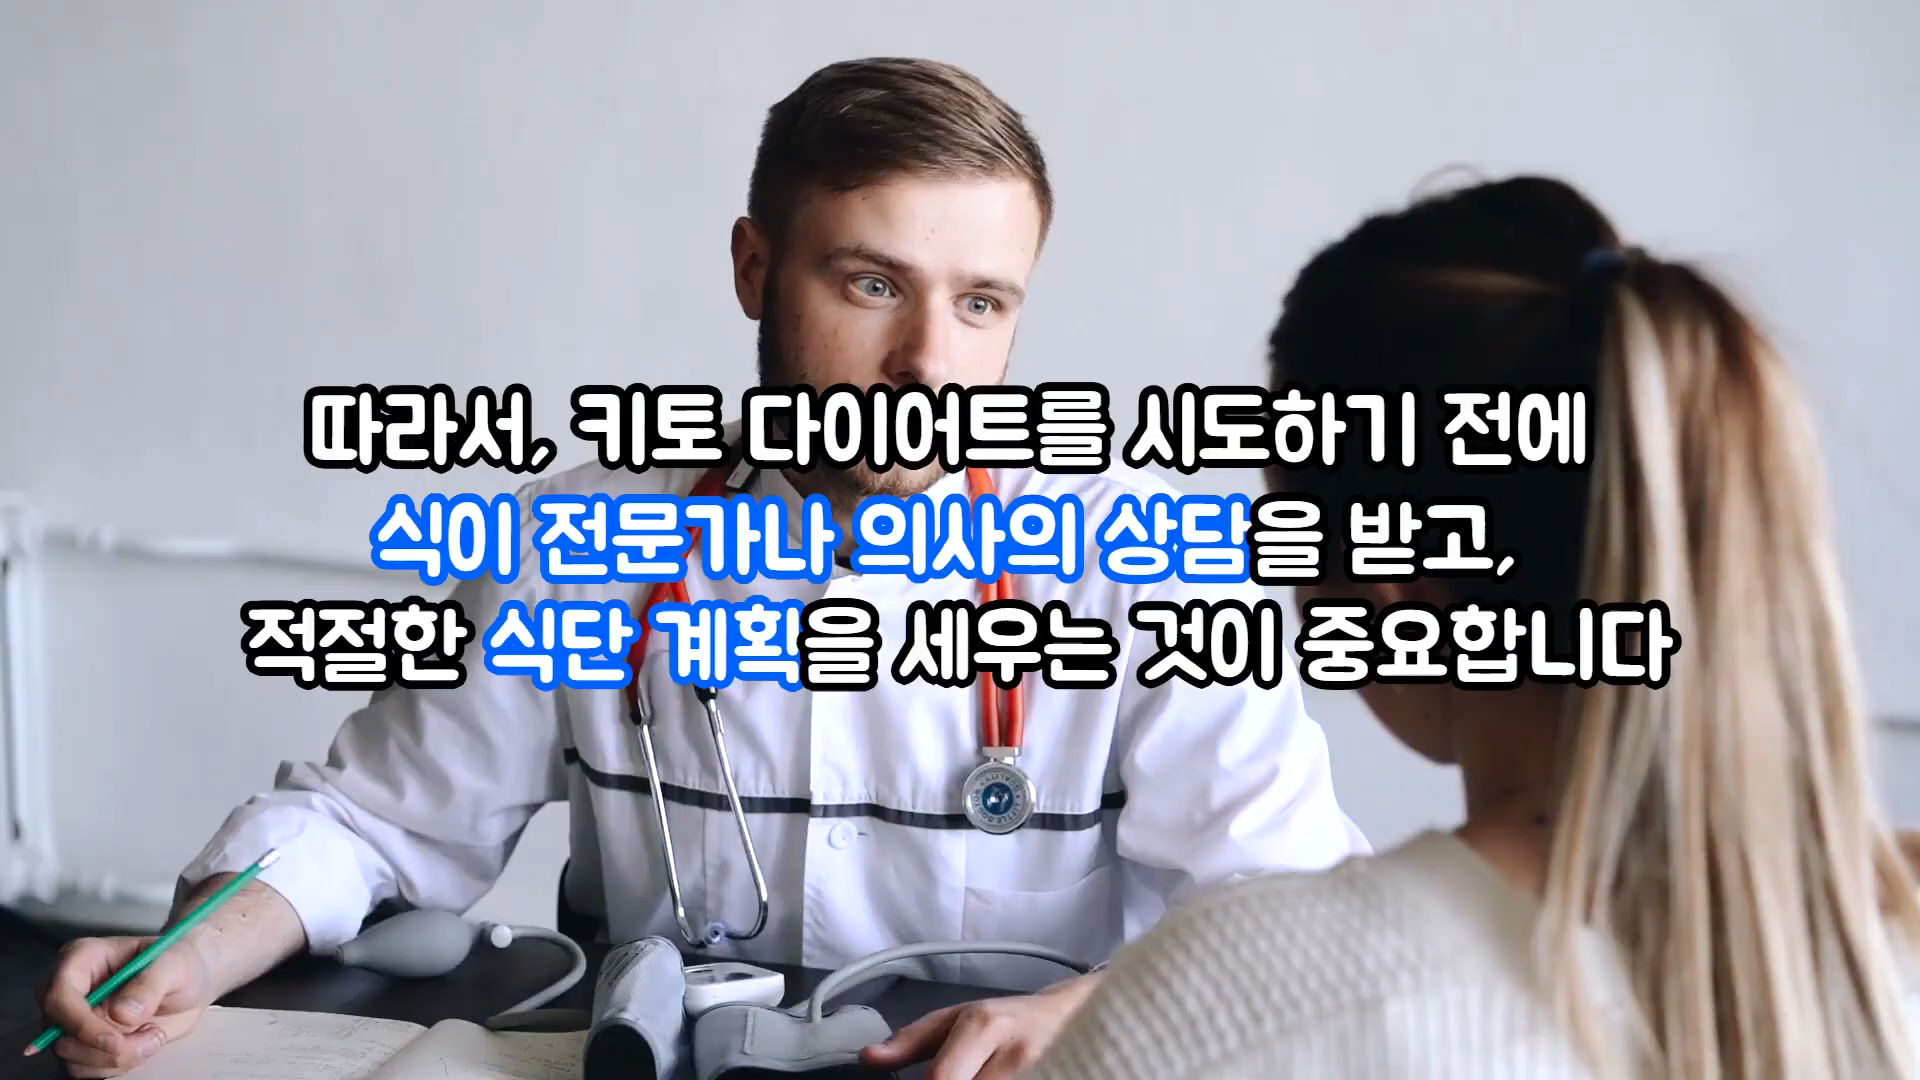 따라서, 키토 다이어트를 시도하기 전에
식이 전문가나 의사의 상담을 받고,
적절한 식단 계획을 세우는 것이 중요합니다